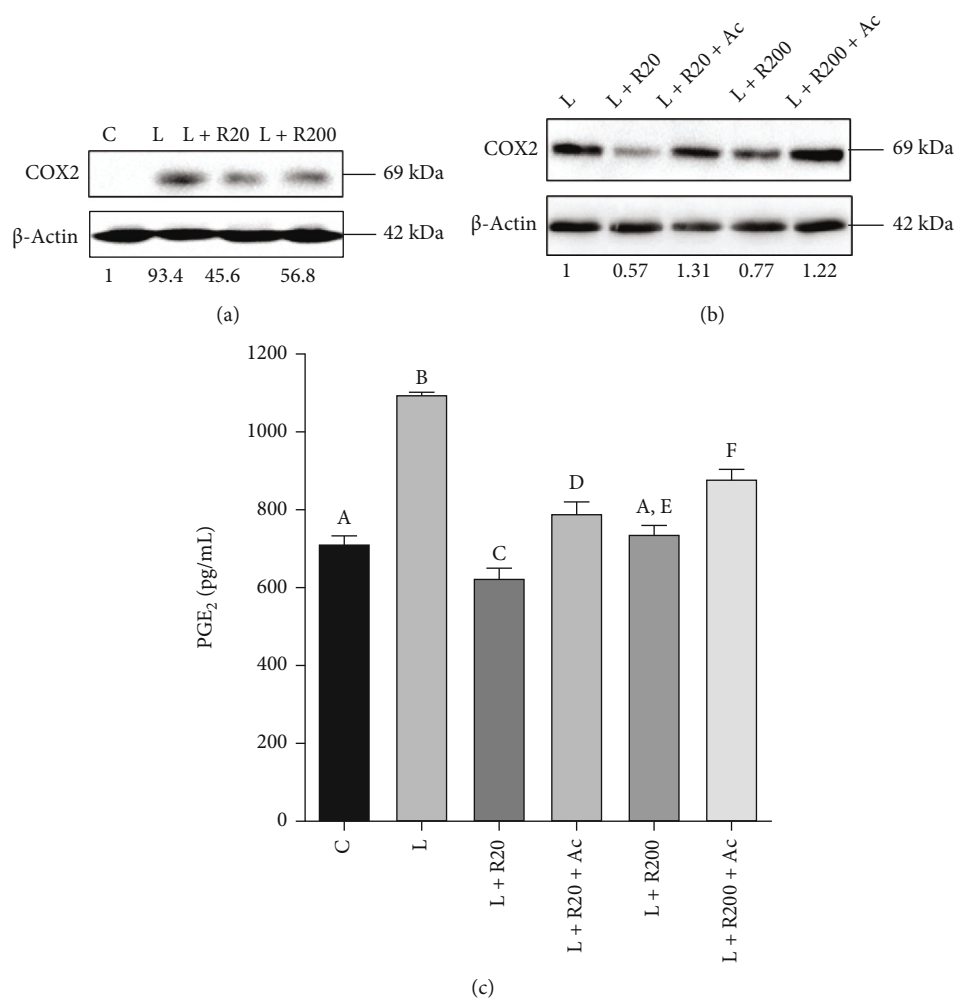 C L L + R20 L + R200
COX2 69 kDa
β-Actin 42 kDa
1 93.4 45.6 56.8
(a)
L L + R20 L + R20 + Ac L + R200 L + R200 + Ac
COX2 69 kDa
β-Actin 42 kDa
1 0.57 1.31 0.77 1.22
(b)
PGE2 (pg/mL)
1200
1000
800
600
400
200
0
A B C D A, E F
C L L + R20 L + R20 + Ac L + R200 L + R200 + Ac
(c)